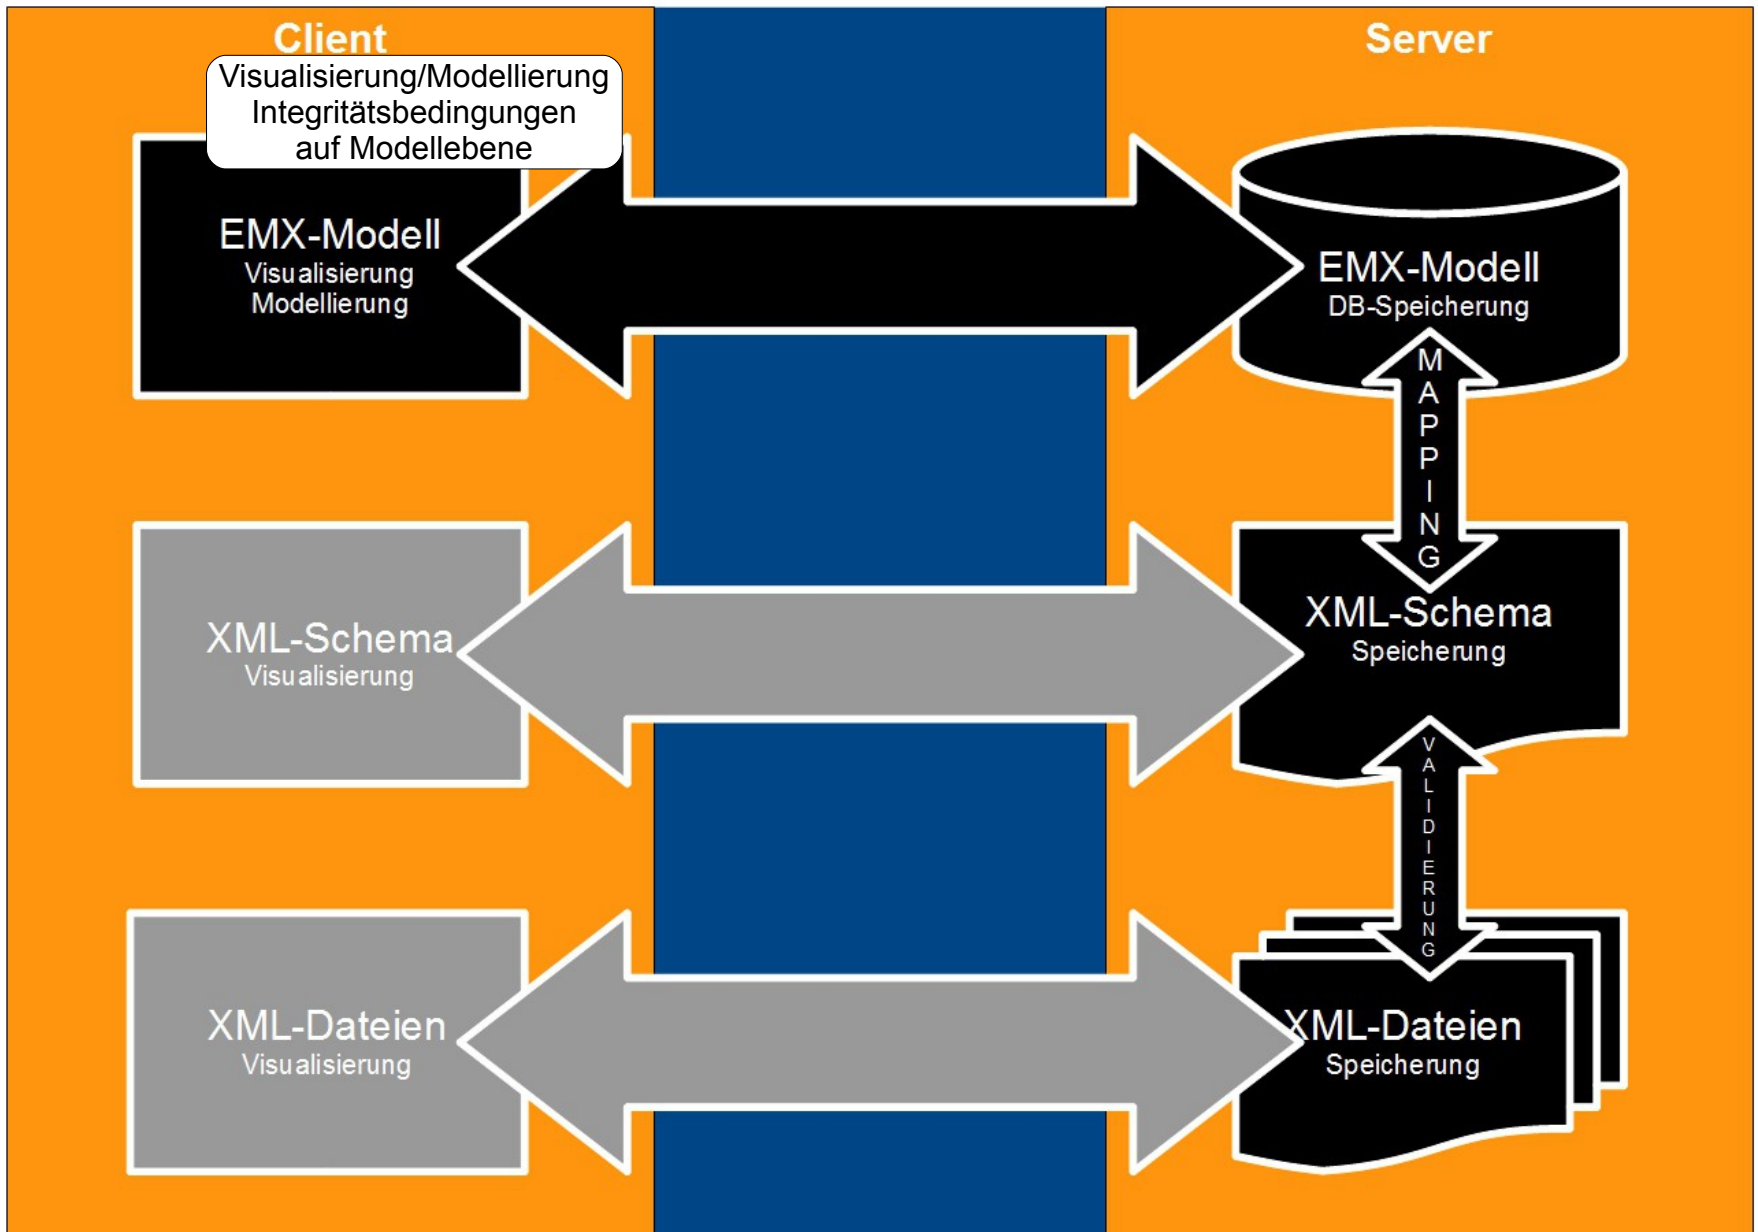 Client
Visualisierung/Modellierung
Integritätsbedingungen
auf Modellebene
EMX-Modell
Visualisierung
Modellierung
Server
EMX-Modell
DB-Speicherung
MAPPING
XML-Schema
Visualisierung
XML-Schema
Speicherung
VALIDIERUNG
XML-Dateien
Visualisierung
XML-Dateien
Speicherung